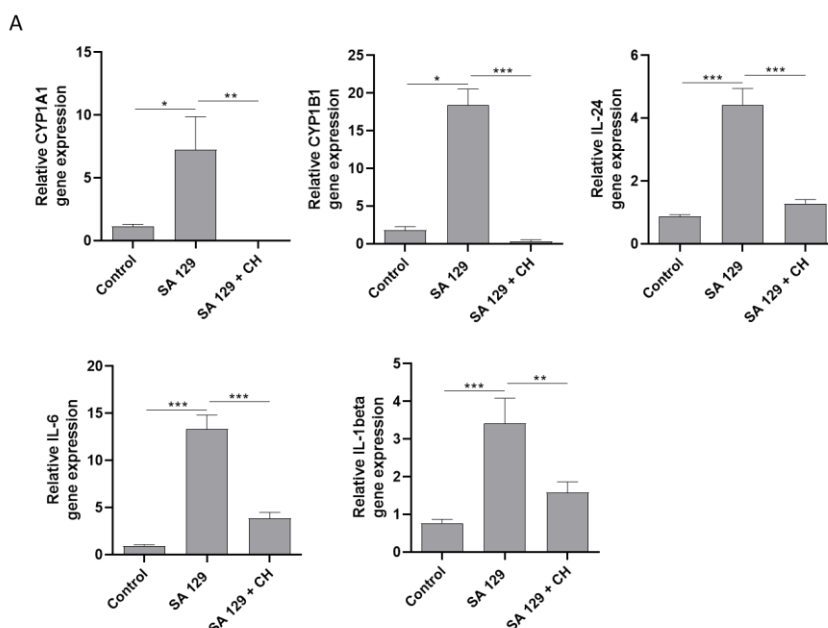 A
Relative CYP1A1
gene expression
15
10
5
0
*
**
Control
SA 129
SA 129 + CH
Relative CYP1B1
gene expression
25
20
15
10
5
0
*
***
Control
SA 129
SA 129 + CH
Relative IL-24
gene expression
6
4
2
0
***
***
Control
SA 129
SA 129 + CH
Relative IL-6
gene expression
20
15
10
5
0
***
***
Control
SA 129
SA 129 + CH
Relative IL-1beta
gene expression
5
4
3
2
1
0
***
**
Control
SA 129
SA 129 + CH